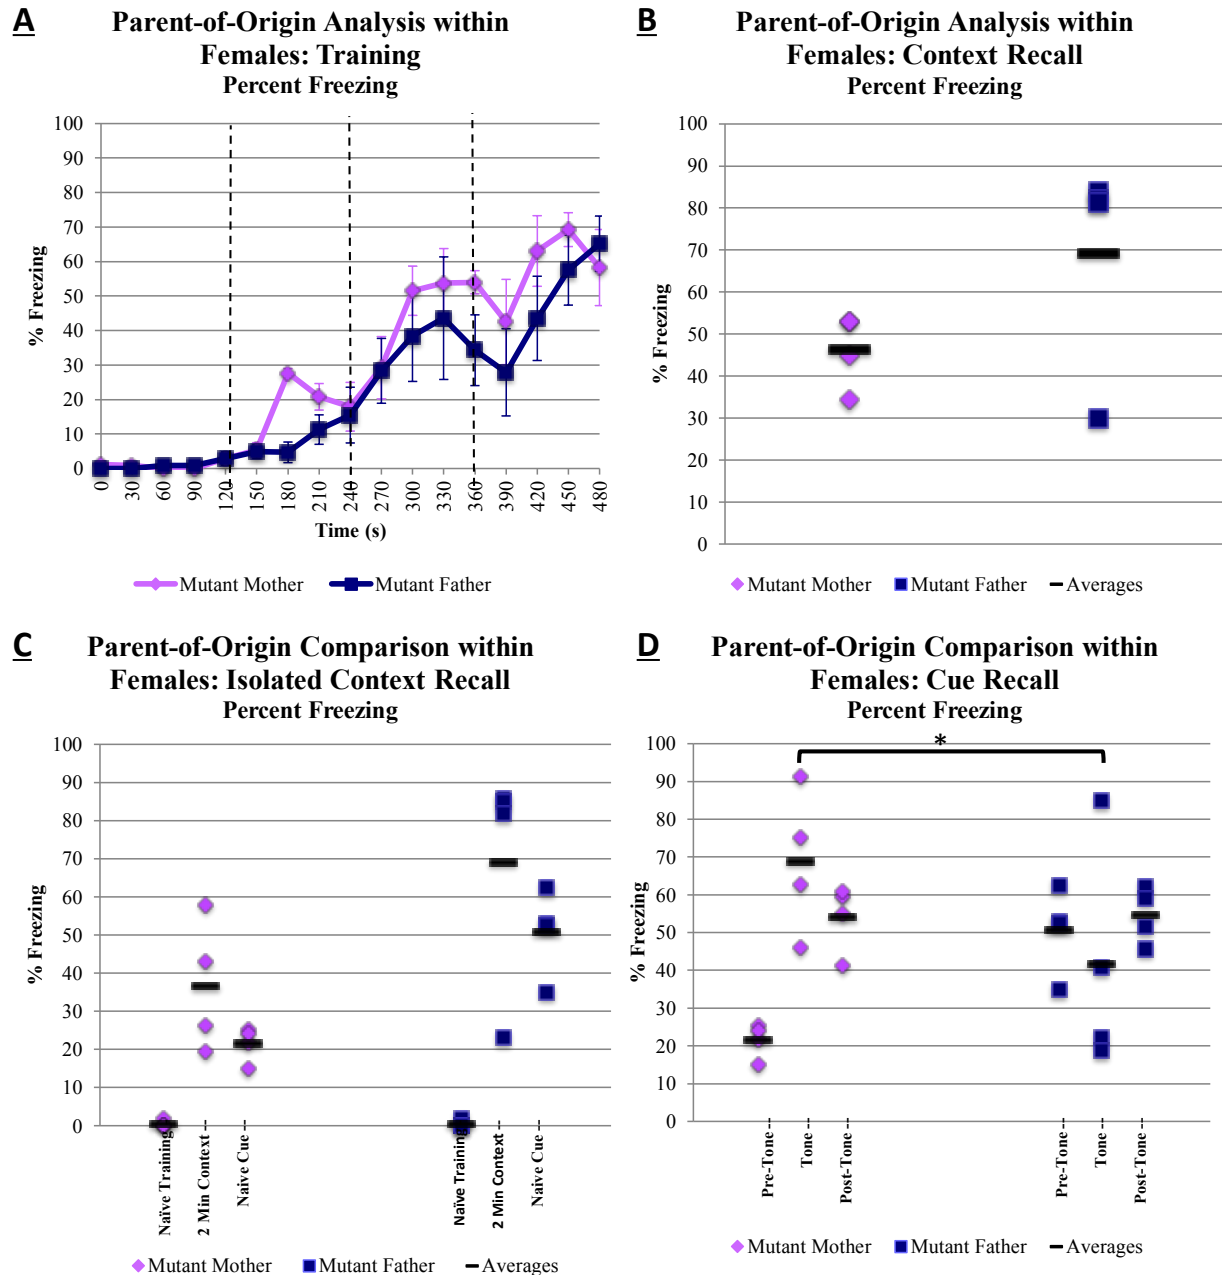 A
Parent-of-Origin Analysis within
Females: Training
Percent Freezing
100
90
80
70
60
50
40
30
20
10
0
% Freezing
0
30
60
90
120
150
180
210
240
270
300
330
360
390
420
450
480
Time (s)
Mutant Mother
Mutant Father
B
Parent-of-Origin Analysis within
Females: Context Recall
Percent Freezing
100
90
80
70
60
50
40
30
20
10
0
% Freezing
Mutant Mother
Mutant Father
Averages
C
Parent-of-Origin Comparison within
Females: Isolated Context Recall
Percent Freezing
100
90
80
70
60
50
40
30
20
10
0
% Freezing
Naïve Training
2 Min Context
Naive Cue
Naïve Training
2 Min Context
Naive Cue
Mutant Mother
Mutant Father
Averages
D
Parent-of-Origin Comparison within
Females: Cue Recall
Percent Freezing
100
90
80
70
60
50
40
30
20
10
0
% Freezing
*
Pre-Tone
Tone
Post-Tone
Pre-Tone
Tone
Post-Tone
Mutant Mother
Mutant Father
Averages